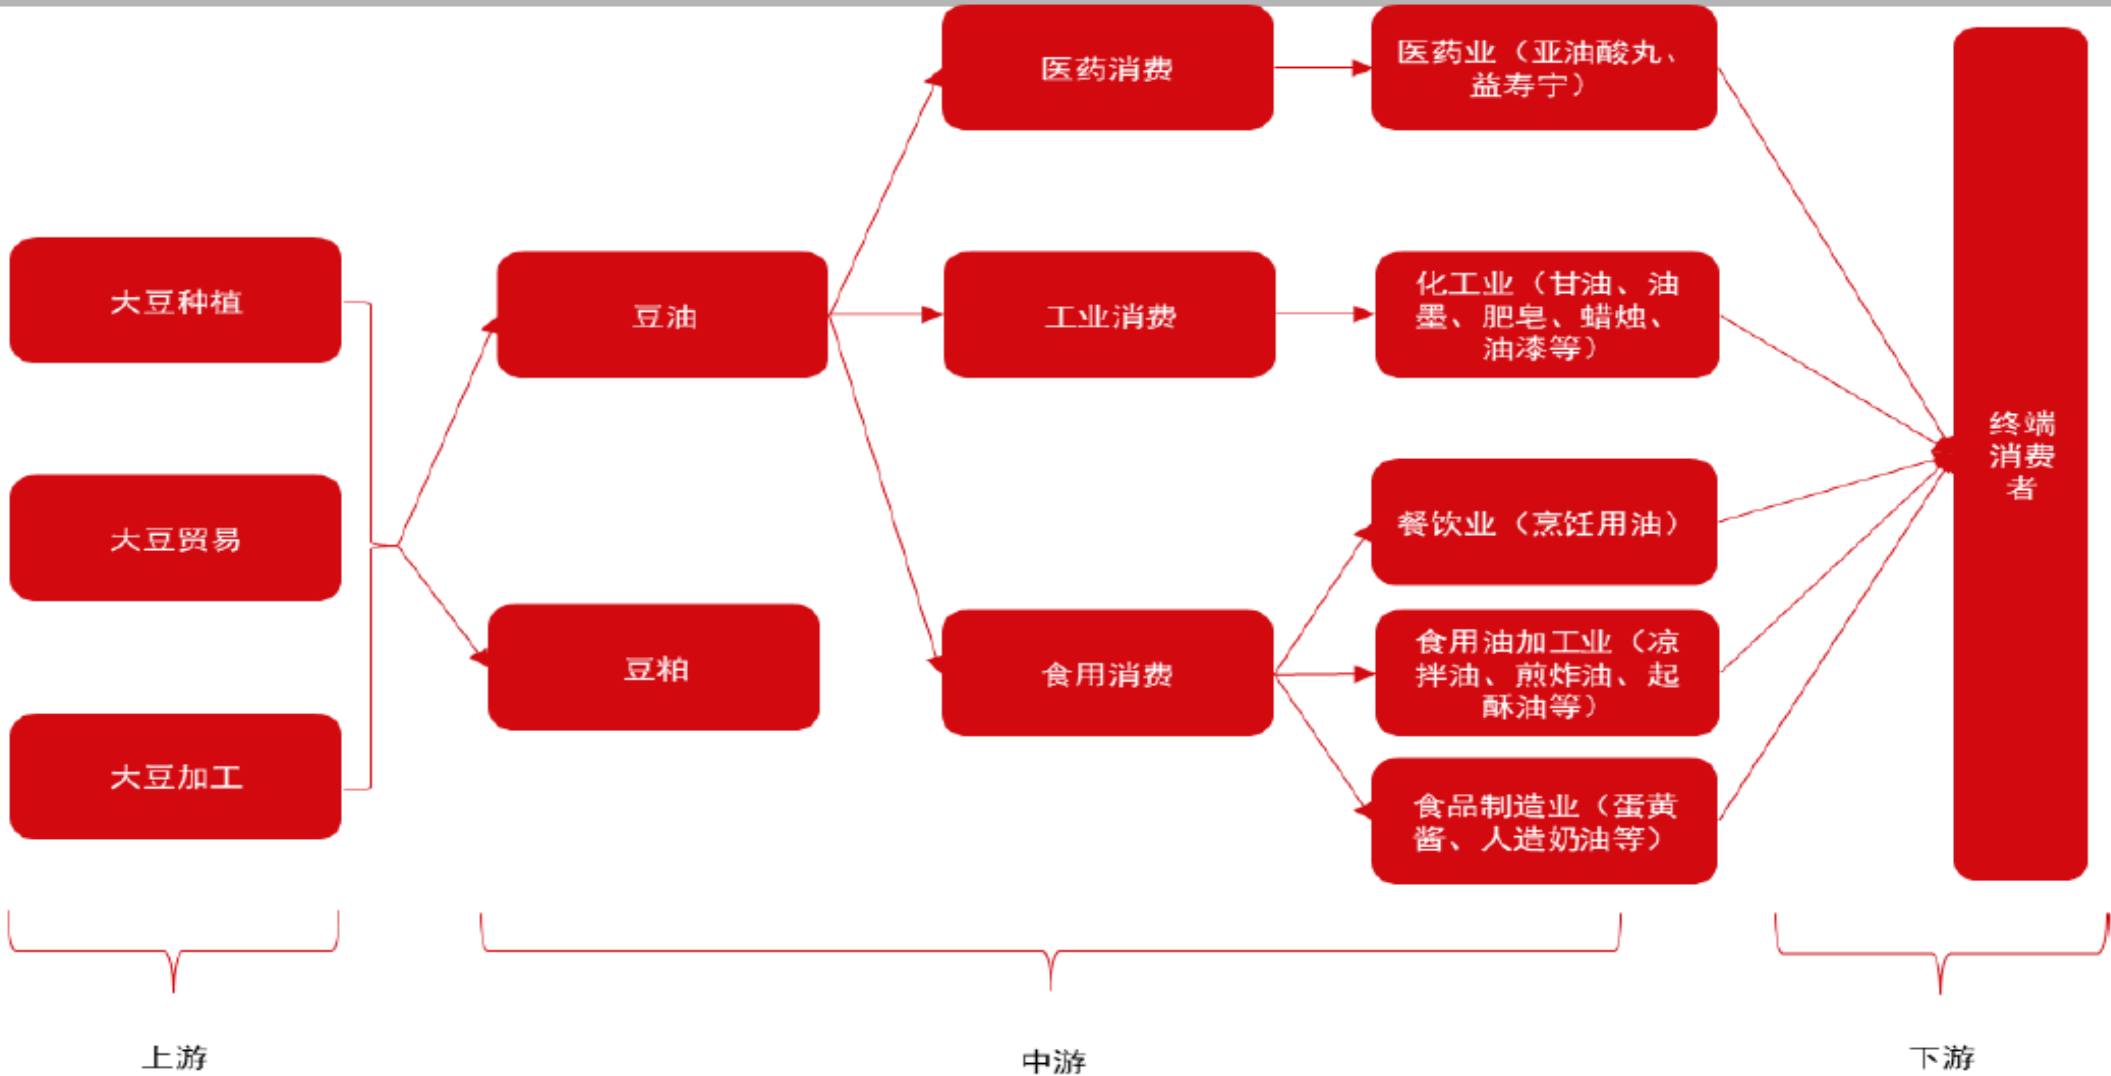 大豆种植
大豆贸易
大豆加工
豆油
豆粕
医药消费
工业消费
食用消费
医药业（亚油酸丸、
益寿宁）
化工业（甘油、油
墨、肥皂、蜡烛、
油漆等）
餐饮业（烹饪用油）
食用油加工业（凉
拌油、煎炸油、起
酥油等）
食品制造业（蛋黄
酱、人造奶油等）
终端
消费
者
上游
中游
下游